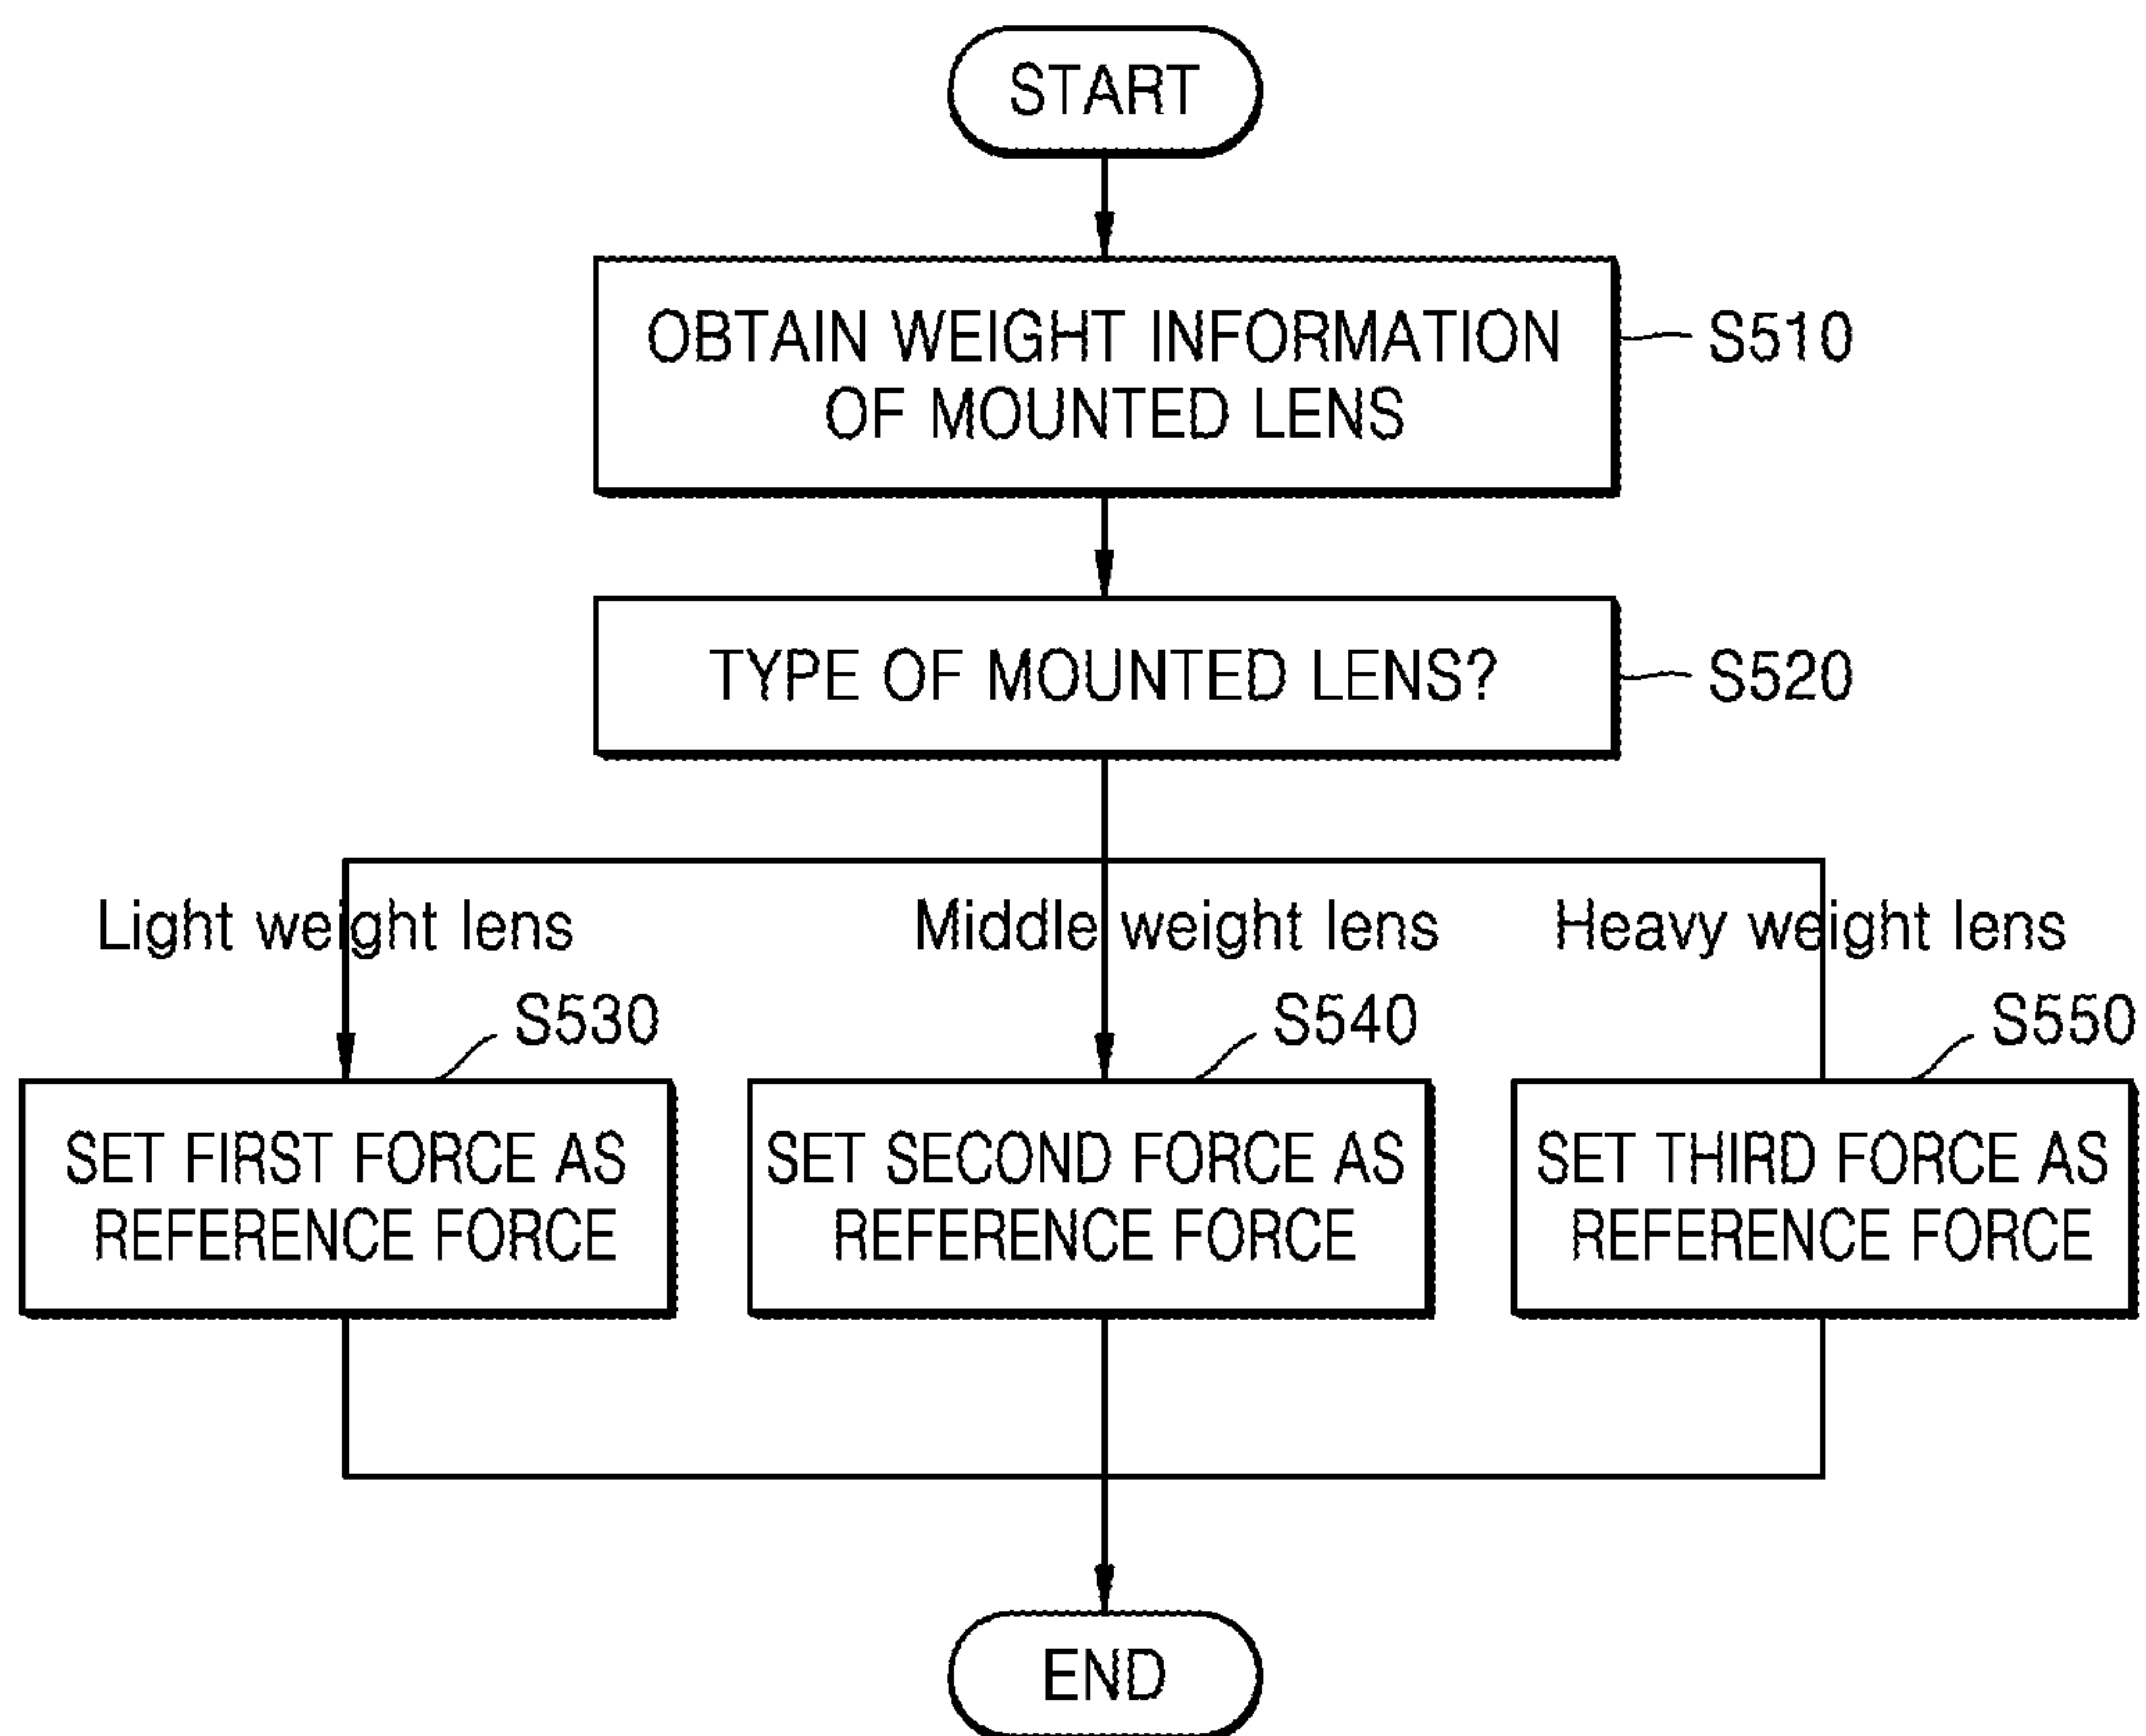 START
OBTAIN WEIGHT INFORMATION
OF MOUNTED LENS
S510
TYPE OF MOUNTED LENS?
S520
Light weight lens
Middle weight lens
Heavy weight lens
S530
S540
S550
SET FIRST FORCE AS
REFERENCE FORCE
SET SECOND FORCE AS
REFERENCE FORCE
SET THIRD FORCE AS
REFERENCE FORCE
END